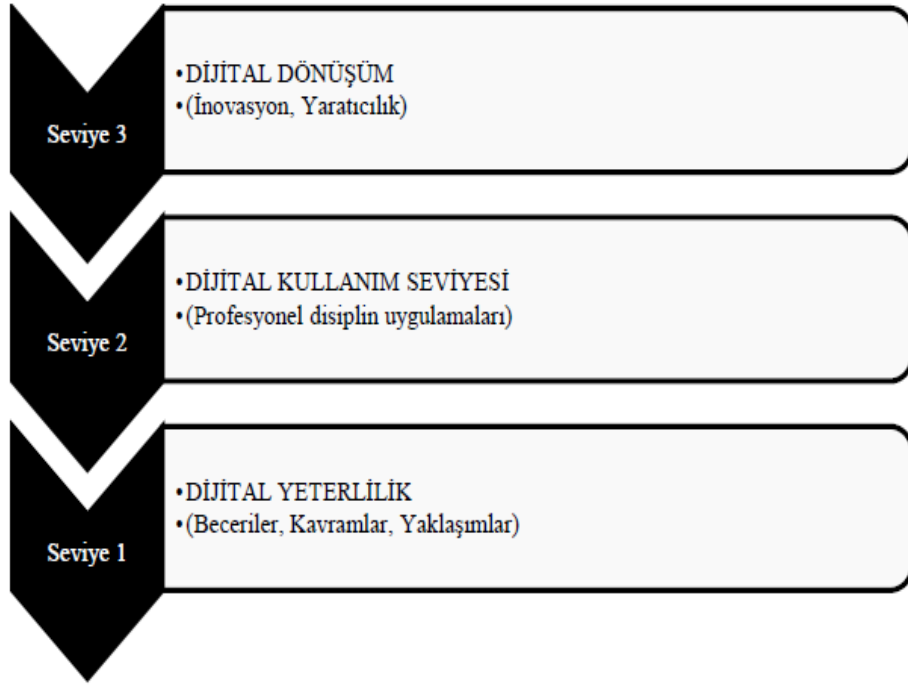 Seviye 3
•DİJİTAL DÖNÜŞÜM
•(İnovasyon, Yaratıcılık)
Seviye 2
•DİJİTAL KULLANIM SEVİYESİ
•(Profesyonel disiplin uygulamaları)
Seviye 1
•DİJİTAL YETERLİLİK
•(Beceriler, Kavramlar, Yaklaşımlar)